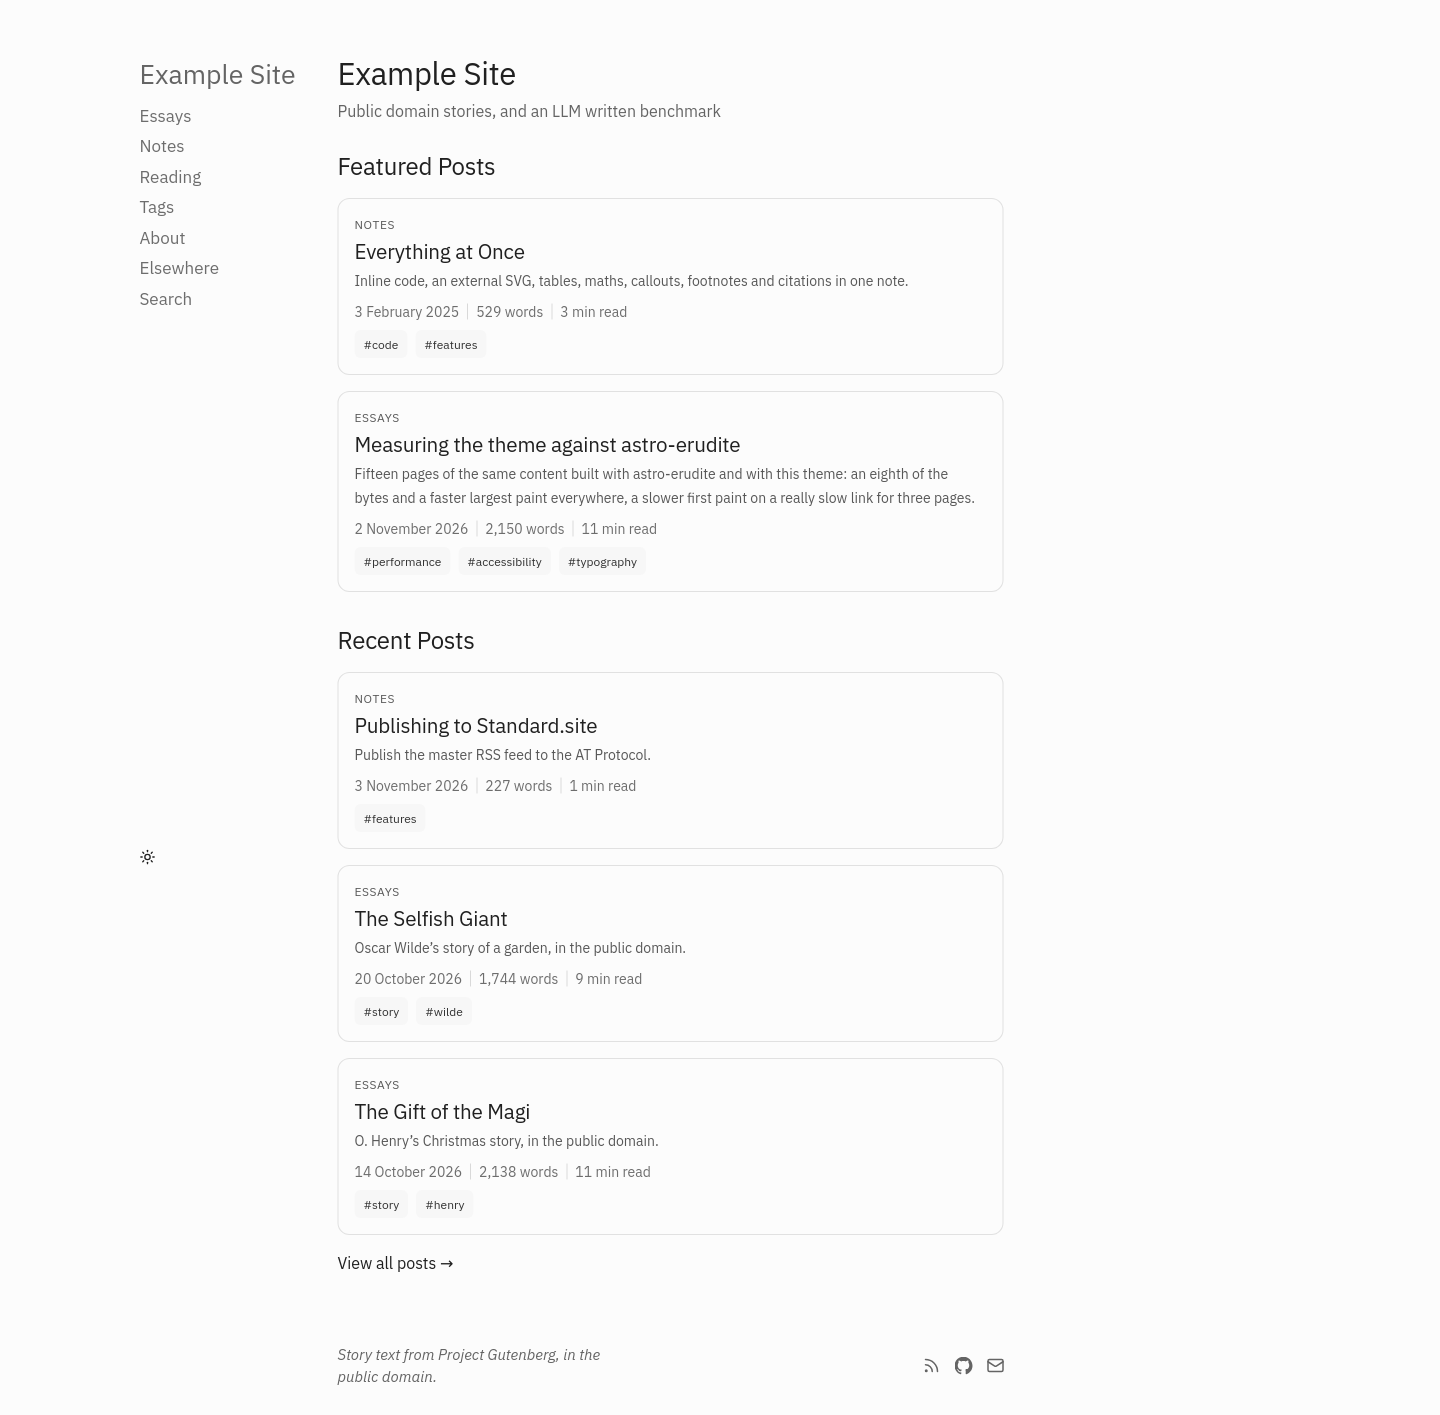 Example Site
Essays
Notes
Reading
Tags
About
Elsewhere
Search
Example Site
Public domain stories, and an LLM written benchmark
Featured Posts
NOTES
Everything at Once
Inline code, an external SVG, tables, maths, callouts, footnotes and citations in one note.
3 February 2025 529 words 3 min read
#code #features
ESSAYS
Measuring the theme against astro-erudite
Fifteen pages of the same content built with astro-erudite and with this theme: an eighth of the
bytes and a faster largest paint everywhere, a slower first paint on a really slow link for three pages.
2 November 2026 2,150 words 11 min read
#performance #accessibility #typography
Recent Posts
NOTES
Publishing to Standard.site
Publish the master RSS feed to the AT Protocol.
3 November 2026 227 words 1 min read
#features
ESSAYS
The Selfish Giant
Oscar Wilde’s story of a garden, in the public domain.
20 October 2026 1,744 words 9 min read
#story #wilde
ESSAYS
The Gift of the Magi
O. Henry’s Christmas story, in the public domain.
14 October 2026 2,138 words 11 min read
#story #henry
View all posts →
Story text from Project Gutenberg, in the
public domain.